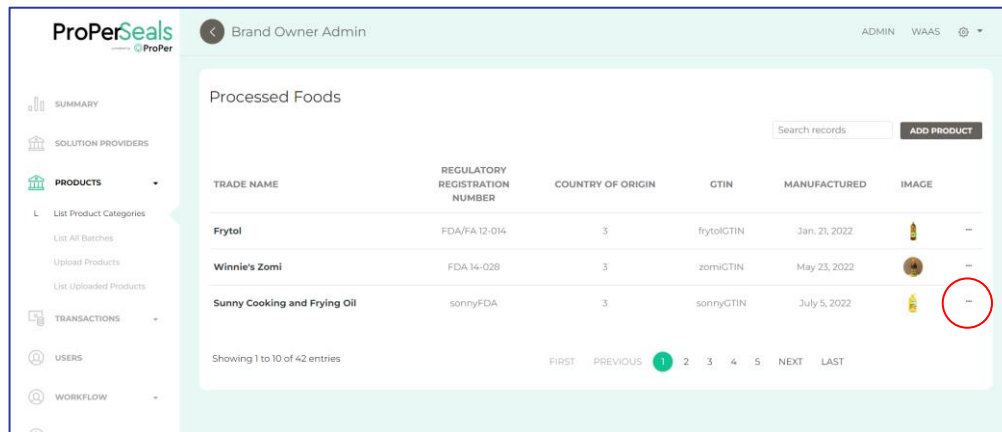 ProPerSeals
ProPer
Brand Owner Admin
ADMIN WAAS
SUMMARY
SOLUTION PROVIDERS
PRODUCTS
L List Product Categories
List All Batches
Upload Products
List Uploaded Products
TRANSACTIONS
USERS
WORKFLOW
Processed Foods
Search records ADD PRODUCT
TRADE NAME REGULATORY REGISTRATION NUMBER COUNTRY OF ORIGIN GTIN MANUFACTURED IMAGE
Frytol FDA/FA 12-014 3 frytolGTIN Jan. 21, 2022
Winnie's Zomi FDA 14-028 3 zomiGTIN May 23, 2022
Sunny Cooking and Frying Oil sonnyFDA 3 sonnyGTIN July 5, 2022
Showing 1 to 10 of 42 entries FIRST PREVIOUS 1 2 3 4 5 NEXT LAST